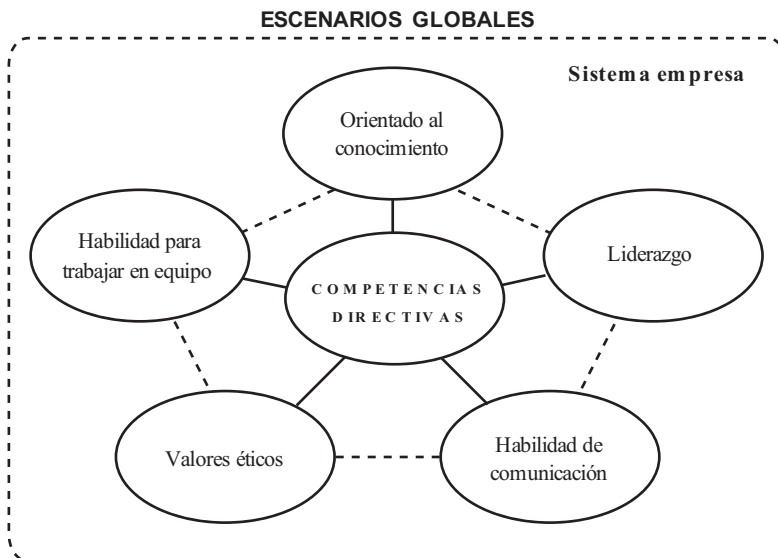 ESCENARIOS GLOBALES
Sistema empresa
Orientado al
conocimiento
Habilidad para
trabajar en equipo
Liderazgo
COMPETENCIAS
DIRECTIVAS
Valores éticos
Habilidad de
comunicación